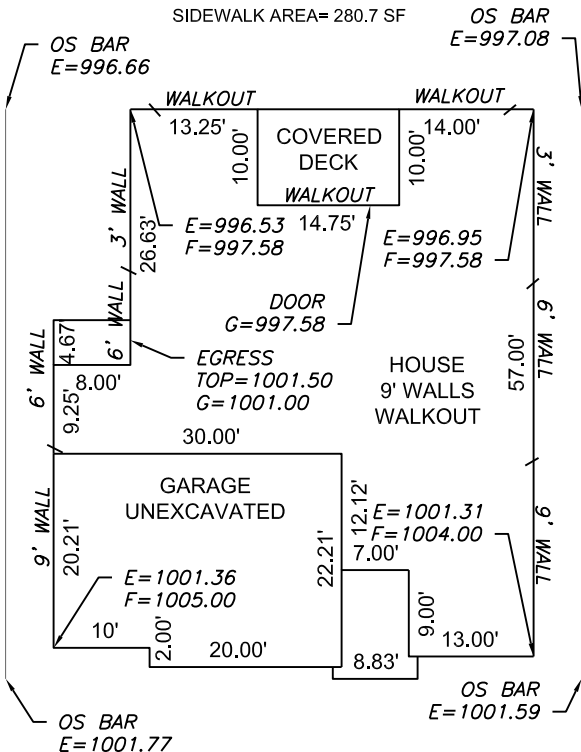 SIDEWALK AREA= 280.7 SF
OS BAR
E=996.66
OS BAR
E=997.08
WALKOUT
13.25'
WALKOUT
14.00'
COVERED
DECK
10.00'
10.00'
WALKOUT
14.75'
3' WALL
26.63'
E=996.53
F=997.58
E=996.95
F=997.58
3' WALL
DOOR
G=997.58
6' WALL
4.67'
8.00'
6' WALL
9.25'
EGRESS
TOP=1001.50
G=1001.00
HOUSE
9' WALLS
WALKOUT
57.00'
6' WALL
30.00'
GARAGE
UNEXCAVATED
9' WALL
20.21'
22.21'
12.12'
7.00'
E=1001.31
F=1004.00
9' WALL
E=1001.36
F=1005.00
10'
2.00'
20.00'
8.83'
9.00'
13.00'
OS BAR
E=1001.77
OS BAR
E=1001.59